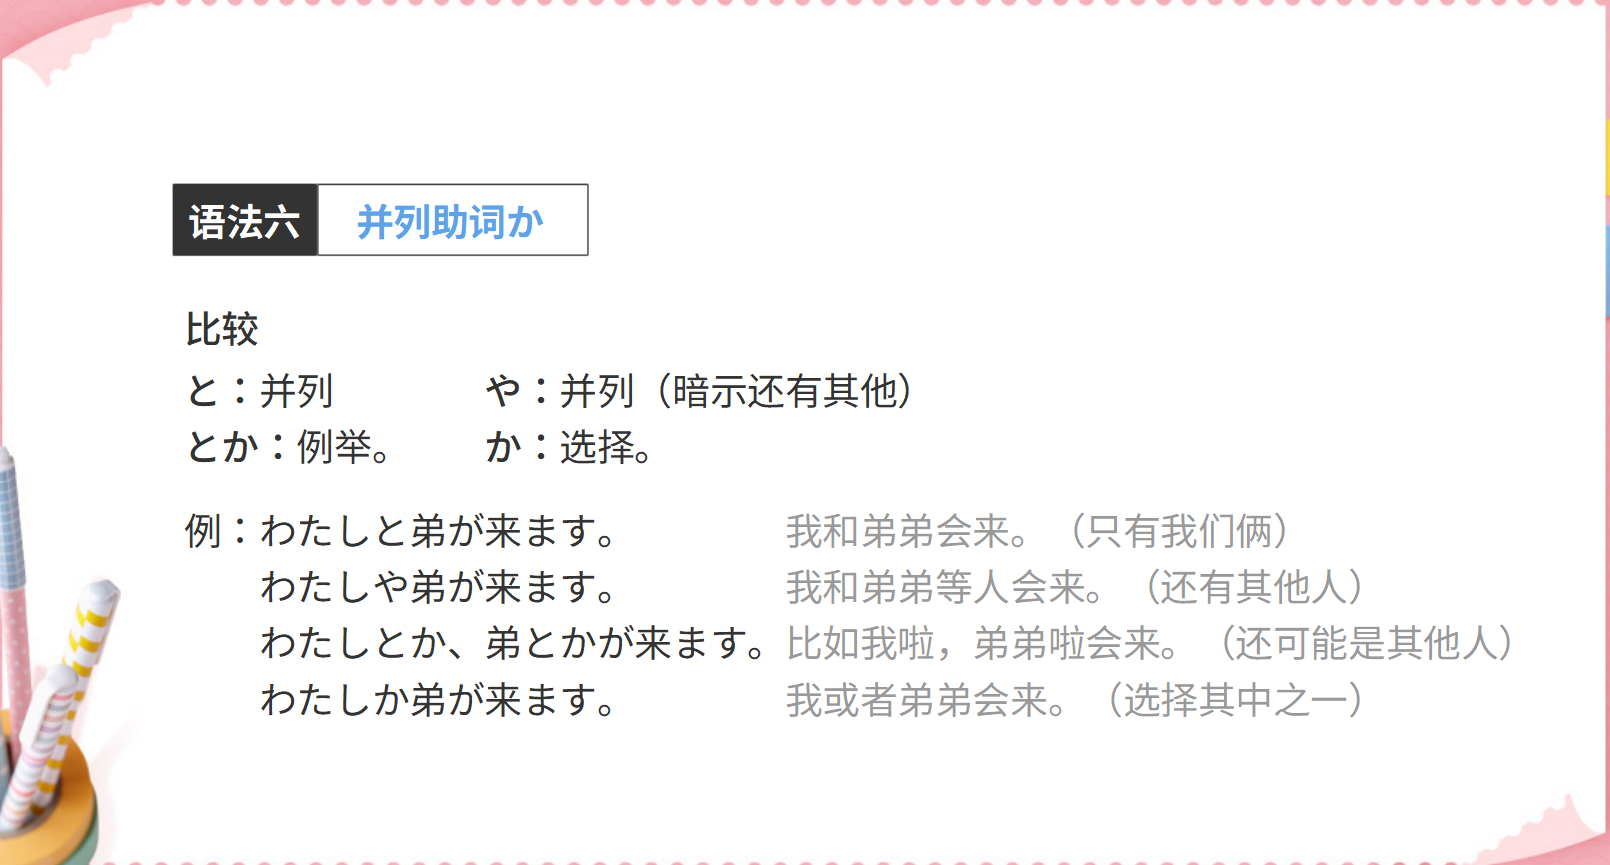 语法六 并列助词か
比较
と：并列 や：并列（暗示还有其他）
とか：例举。 か：选择。
例：わたしと弟が来ます。 我和弟弟会来。（只有我们俩）
わたしや弟が来ます。 我和弟弟等人会来。（还有其他人）
わたしとか、弟とかが来ます。比如我啦，弟弟啦会来。（还可能是其他人）
わたしか弟が来ます。 我或者弟弟会来。（选择其中之一）